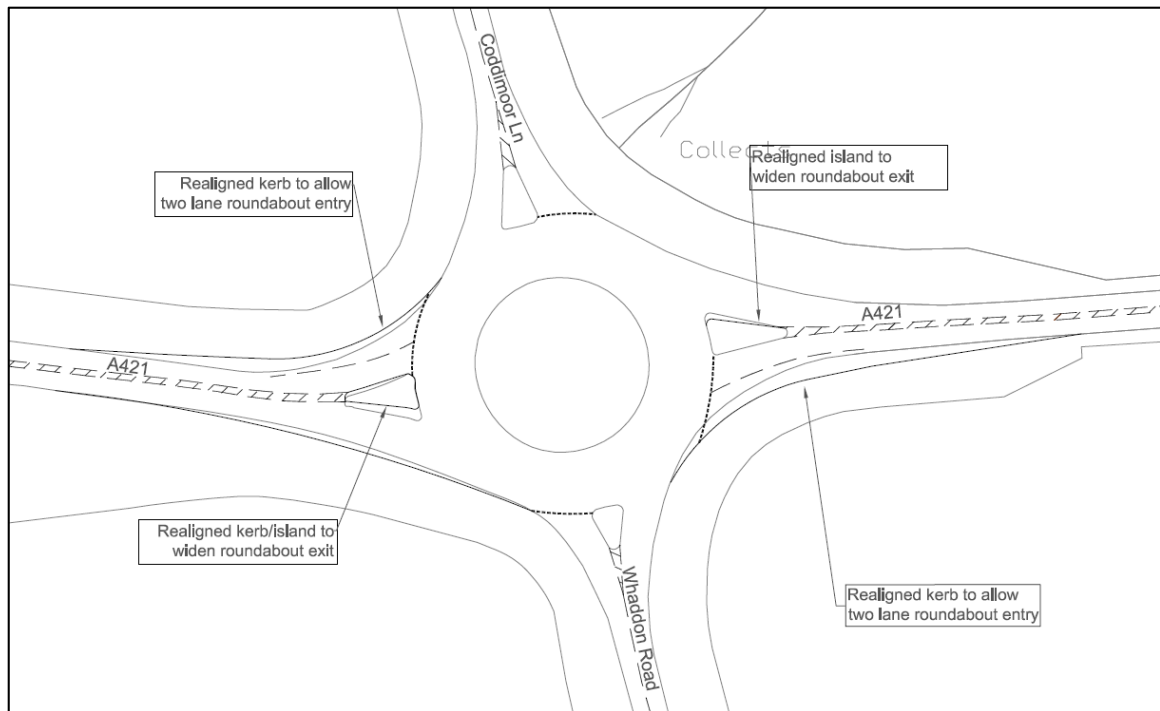 Coddimoor Ln
Collects
Realigned island to
widen roundabout exit
Realigned kerb to allow
two lane roundabout entry
A421
A421
Realigned kerb/island to
widen roundabout exit
Whaddon Road
Realigned kerb to allow
two lane roundabout entry